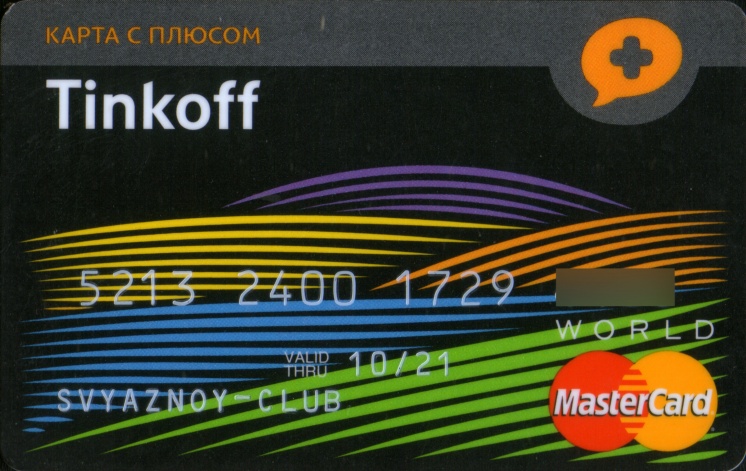 КАРТА С ПЛЮСОМ
Tinkoff
5213 2400 1729
WORLD
VALID THRU 10/21
SVYAZNOY-CLUB
MasterCard